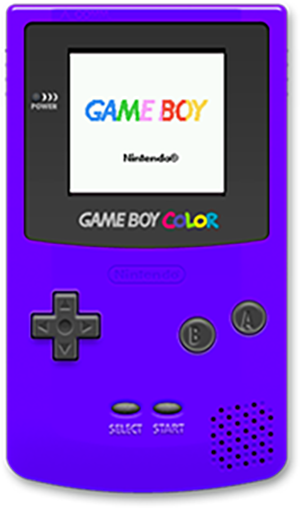 POWER
GAME BOY
Nintendo®
GAME BOY COLOR
Nintendo
B
A
SELECT START